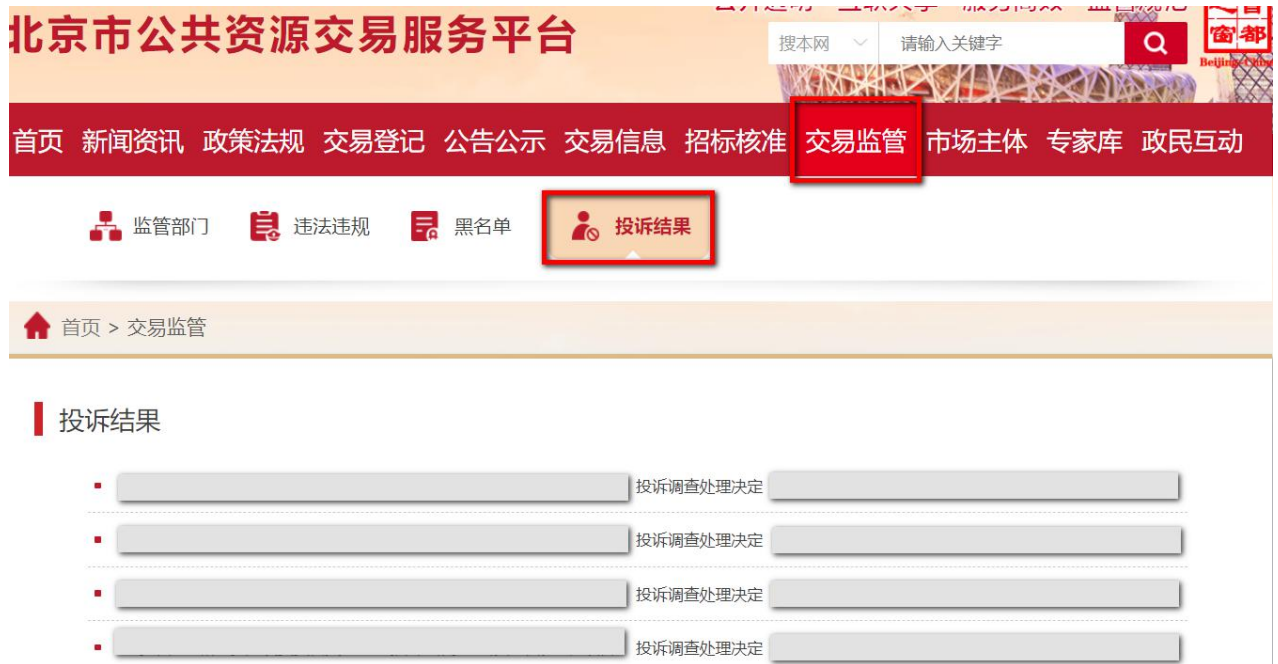 北京市公共资源交易服务平台
搜本网
请输入关键字
窗 都
首页 新闻资讯 政策法规 交易登记 公告公示 交易信息 招标核准 交易监管 市场主体 专家库 政民互动
监管部门 违法违规 黑名单 投诉结果
首页 > 交易监管
投诉结果
投诉调查处理决定
投诉调查处理决定
投诉调查处理决定
投诉调查处理决定